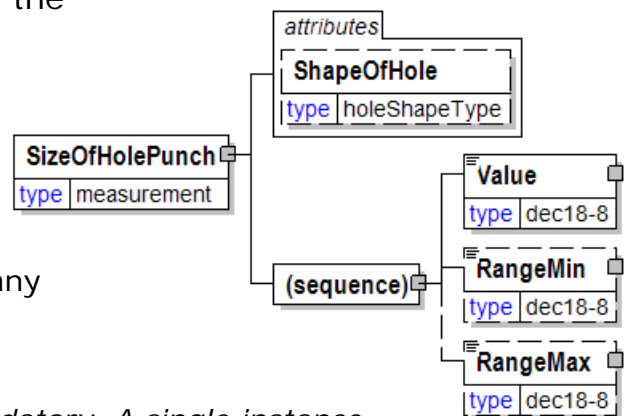 the
attributes
ShapeOfHole
type holeShapeType
SizeOfHolePunch
type measurement
Value
type dec18-8
any
(sequence)
RangeMin
type dec18-8
RangeMax
type dec18-8
datory. A single instance